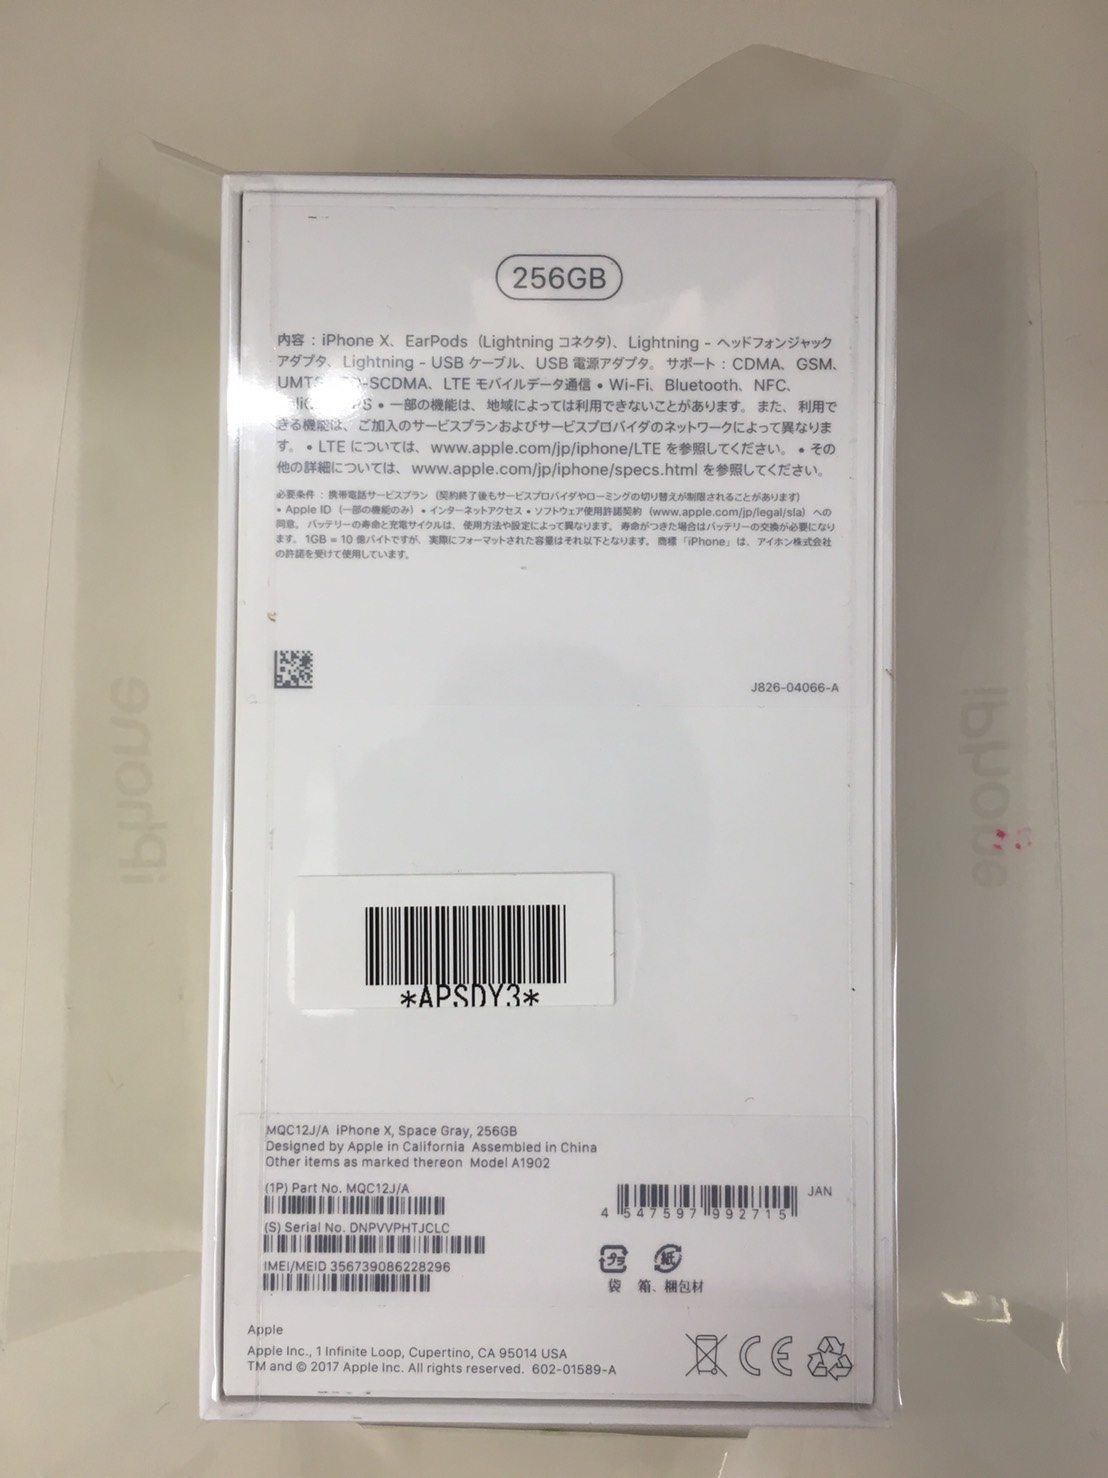 256GB
内容：iPhone X、EarPods（Lightning コネクタ）、Lightning - ヘッドフォンジャック
アダプタ、Lightning - USB ケーブル、USB 電源アダプタ。サポート：CDMA、GSM、
-SCDMA、LTE モバイルデータ通信 • Wi-Fi、Bluetooth、NFC、
• 一部の機能は、地域によっては利用できないことがあります。また、利用で
きる機能は、ご加入のサービスプランおよびサービスプロバイダのネットワークによって異なりま
す。 • LTE については、www.apple.com/jp/iphone/LTE を参照してください。 • その
他の詳細については、www.apple.com/jp/iphone/specs.html を参照してください。
必要条件：携帯電話サービスプラン（契約終了後もサービスプロバイダやローミングの切り替えが制限されることがあります）
• Apple ID（一部の機能のみ） • インターネットアクセス • ソフトウェア使用許諾契約（www.apple.com/jp/legal/sla）への
同意。バッテリーの寿命と充電サイクルは、使用方法や設定によって異なります。寿命がつきた場合はバッテリーの交換が必要になり
ます。1GB = 10 億バイトですが、実際にフォーマットされた容量はそれ以下となります。商標「iPhone」は、アイホン株式会社
の許諾を受けて使用しています。
J826-04066-A
iPhone
iPhone
*APSDY3*
MQC12J/A iPhone X, Space Gray, 256GB
Designed by Apple in California Assembled in China
Other items as marked thereon Model A1902
(1P) Part No. MQC12J/A
(S) Serial No. DNPVVPHTJCLC
IMEI/MEID 356739086228296
JAN
4 547597 992715
プラ 紙
袋 箱、梱包材
Apple
Apple Inc., 1 Infinite Loop, Cupertino, CA 95014 USA
TM and © 2017 Apple Inc. All rights reserved. 602-01589-A
CE